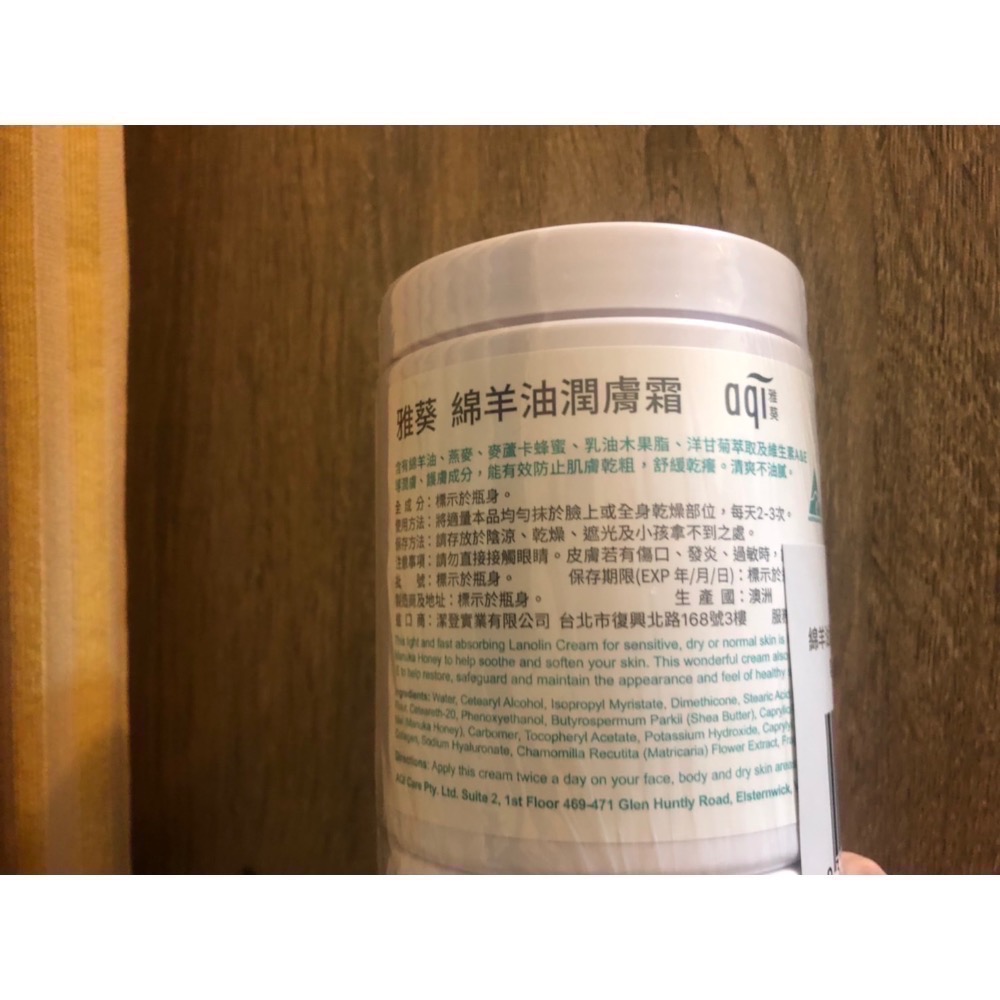 雅葵 綿羊油潤膚霜 aqi 雅葵
含有綿羊油、燕麥、麥蘆卡蜂蜜、乳油木果脂、洋甘菊萃取及維生素A&E
等潤膚、護膚成分，能有效防止肌膚乾粗，舒緩乾癢。清爽不油膩。
全 成 分：標示於瓶身。
使用方法：將適量本品均勻抹於臉上或全身乾燥部位，每天2-3次。
保存方法：請存放於陰涼、乾燥、遮光及小孩拿不到之處。
注意事項：請勿直接接觸眼睛。皮膚若有傷口、發炎、過敏時，
批 號：標示於瓶身。 保存期限(EXP 年/月/日)：標示於
製造商及地址：標示於瓶身。 生 產 國：澳洲
進 口 商：潔登實業有限公司 台北市復興北路168號3樓 服務
綿羊油
This light and fast absorbing Lanolin Cream for sensitive, dry or normal skin is
Manuka Honey to help soothe and soften your skin. This wonderful cream also
E to help restore, safeguard and maintain the appearance and feel of healthy
Ingredients: Water, Cetearyl Alcohol, Isopropyl Myristate, Dimethicone, Stearic Acid
Flour, Ceteareth-20, Phenoxyethanol, Butyrospermum Parkii (Shea Butter), Caprylic
Mel (Manuka Honey), Carbomer, Tocopheryl Acetate, Potassium Hydroxide, Capryly
Collagen, Sodium Hyaluronate, Chamomilla Recutita (Matricaria) Flower Extract, Fra
Directions: Apply this cream twice a day on your face, body and dry skin areas
AQI Care Pty. Ltd. Suite 2, 1st Floor 469-471 Glen Huntly Road, Elsternwick,